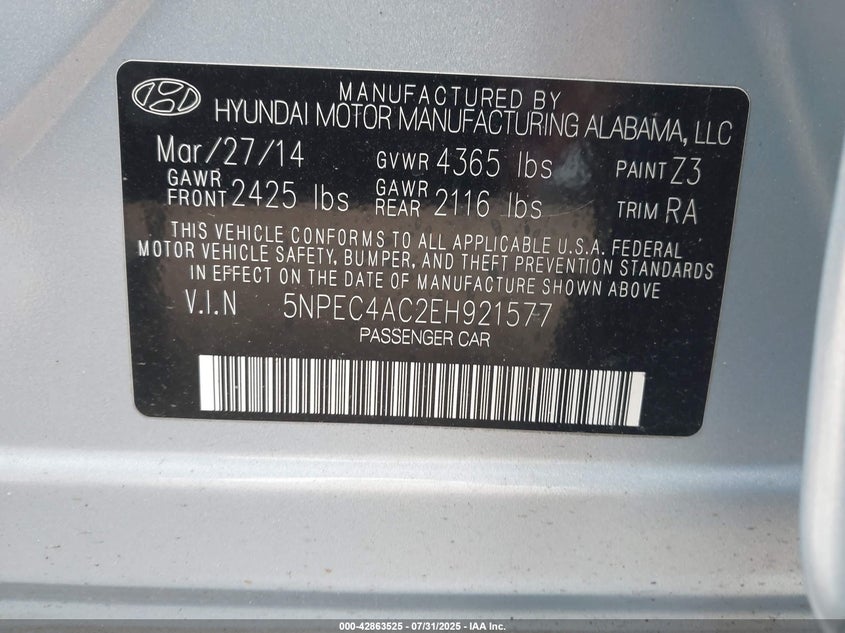 MANUFACTURED BY
HYUNDAI MOTOR MANUFACTURING ALABAMA, LLC
Mar/27/14 GVWR 4365 lbs PAINT Z3
GAWR FRONT 2425 lbs GAWR REAR 2116 lbs TRIM RA
THIS VEHICLE CONFORMS TO ALL APPLICABLE U.S.A. FEDERAL
MOTOR VEHICLE SAFETY, BUMPER, AND THEFT PREVENTION STANDARDS
IN EFFECT ON THE DATE OF MANUFACTURE SHOWN ABOVE
V.I.N 5NPEC4AC2EH921577
PASSENGER CAR
000-42863525 - 07/31/2025 - IAA Inc.